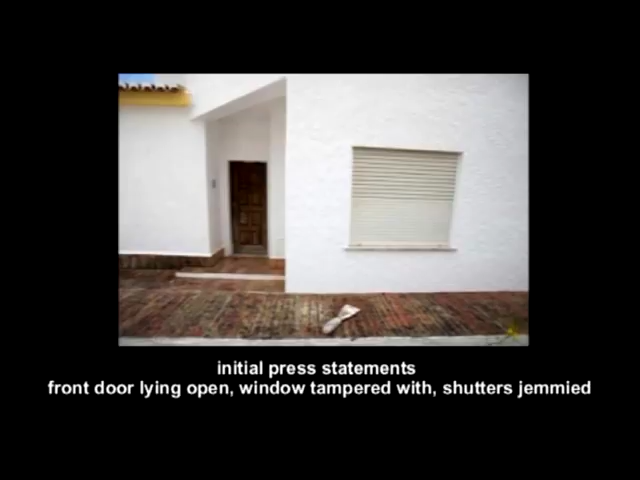 initial press statements
front door lying open, window tampered with, shutters jemmied